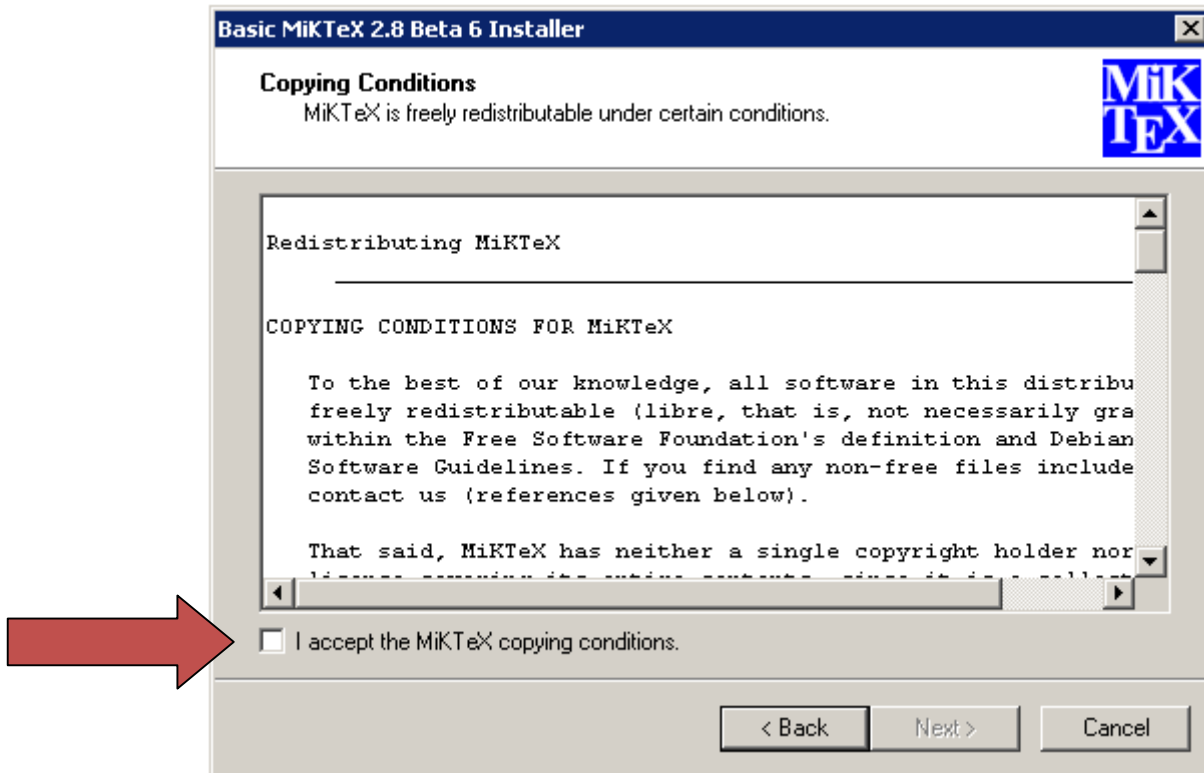 Basic MiKTeX 2.8 Beta 6 Installer
Copying Conditions
MiKTeX is freely redistributable under certain conditions.
MiK
TEX
Redistributing MiKTeX
COPYING CONDITIONS FOR MiKTeX
To the best of our knowledge, all software in this distribu
freely redistributable (libre, that is, not necessarily gra
within the Free Software Foundation's definition and Debian
Software Guidelines. If you find any non-free files include
contact us (references given below).
That said, MiKTeX has neither a single copyright holder nor
I accept the MiKTeX copying conditions.
< Back Next > Cancel